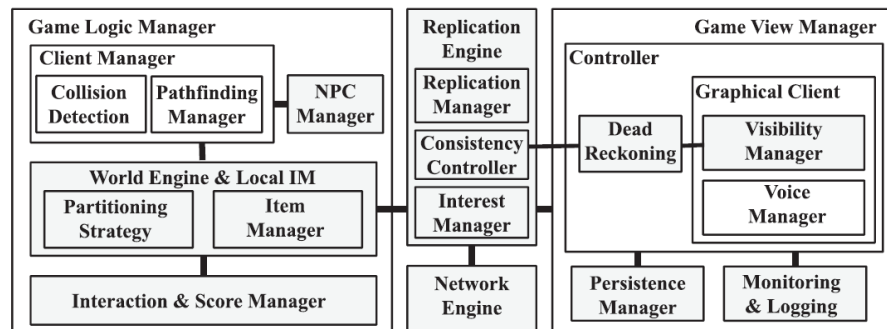 Game Logic Manager
Client Manager
Collision
Detection
Pathfinding
Manager
NPC
Manager
World Engine & Local IM
Partitioning
Strategy
Item
Manager
Interaction & Score Manager
Replication
Engine
Replication
Manager
Consistency
Controller
Interest
Manager
Network
Engine
Game View Manager
Controller
Graphical Client
Dead
Reckoning
Visibility
Manager
Voice
Manager
Persistence
Manager
Monitoring
& Logging